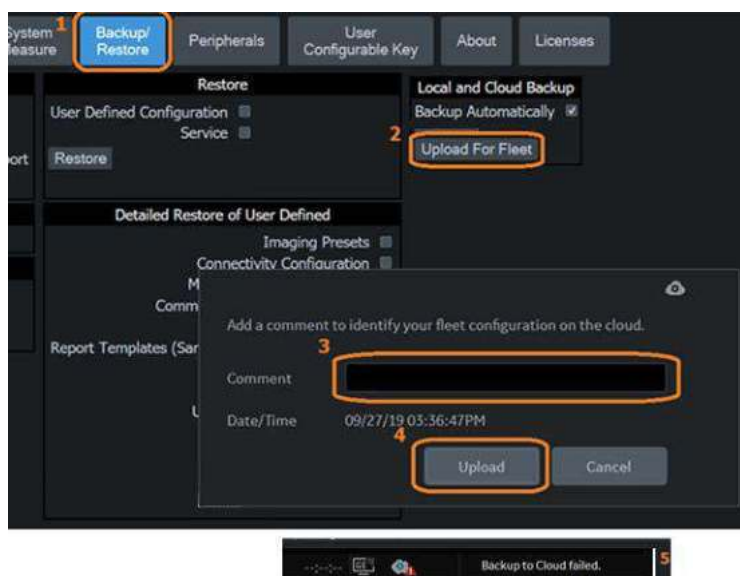 1
System Measure
Backup/ Restore
Peripherals
User Configurable Key
About
Licenses
Restore
User Defined Configuration
Service
Restore
Local and Cloud Backup
Backup Automatically
2
Upload For Fleet
Detailed Restore of User Defined
Imaging Presets
Connectivity Configuration
Report Templates
Add a comment to identify your fleet configuration on the cloud.
3
Comment
Date/Time 09/27/19 03:36:47PM
4
Upload
Cancel
--:--:--
Backup to Cloud failed.
5